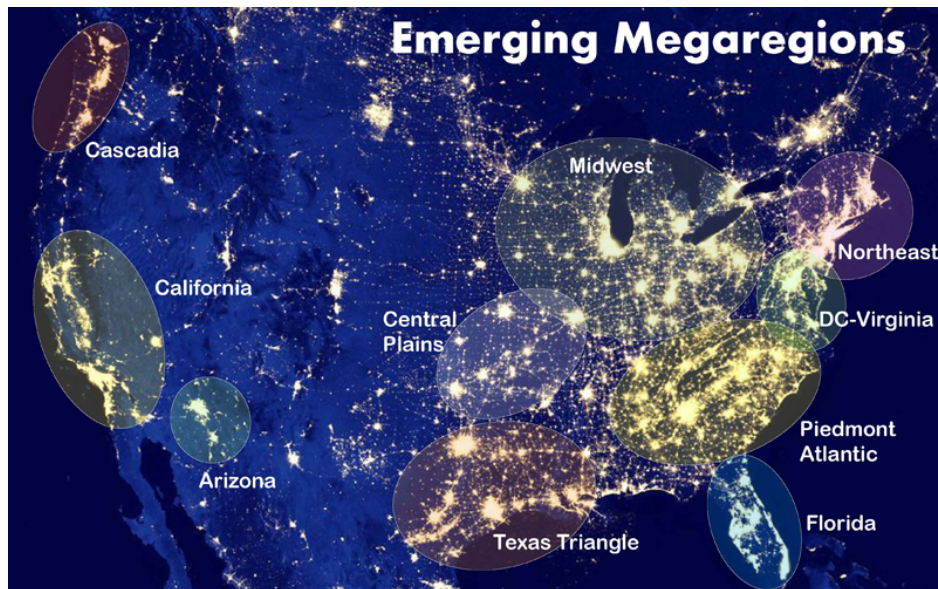 Emerging Megaregions
Cascadia
Midwest
Northeast
California
DC-Virginia
Central
Plains
Piedmont
Atlantic
Arizona
Florida
Texas Triangle